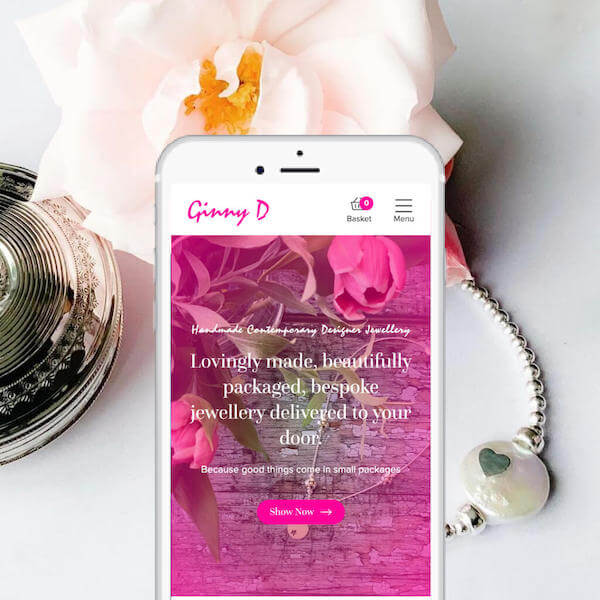 Ginny D
0
Basket
Menu
Handmade Contemporary Designer Jewellery
Lovingly made, beautifully
packaged, bespoke
jewellery delivered to your
door.
Because good things come in small packages
Show Now →